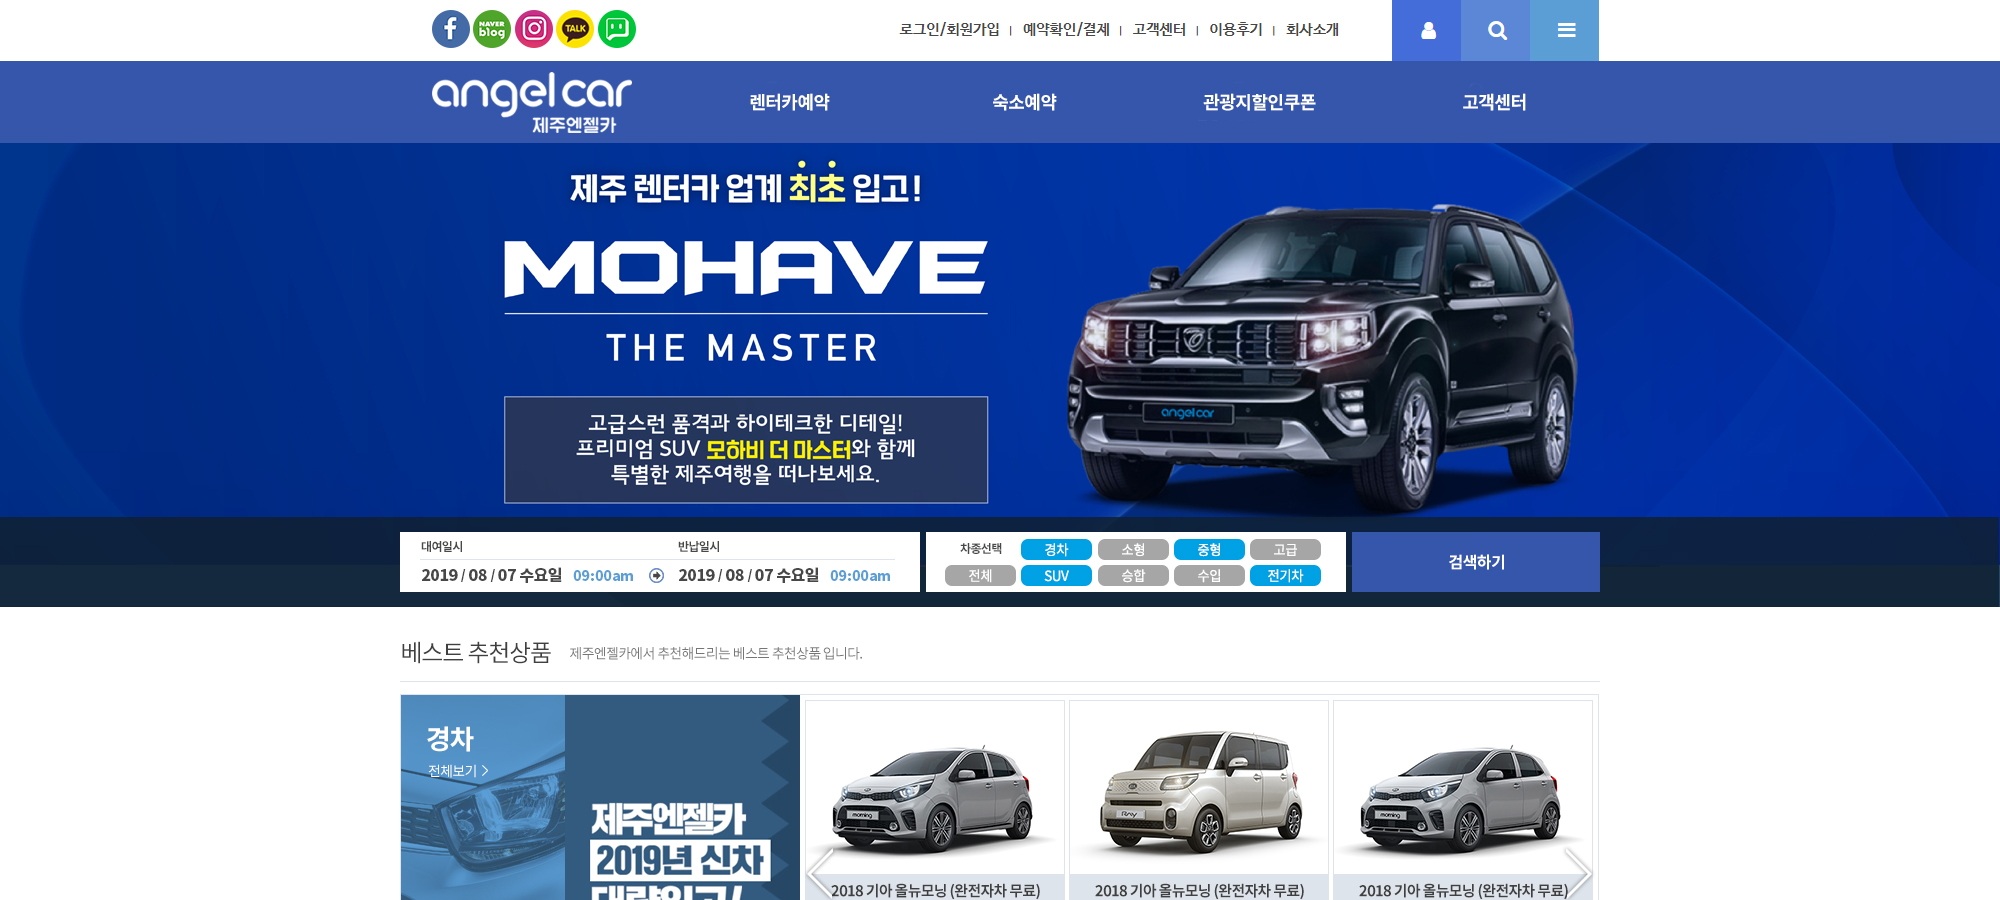 NAVER
blog
TALK
로그인/회원가입 | 예약확인/결제 | 고객센터 | 이용후기 | 회사소개
angel car
제주엔젤카
렌터카예약 숙소예약 관광지할인쿠폰 고객센터
제주 렌터카 업계 최초 입고!
MOHAVE
THE MASTER
고급스런 품격과 하이테크한 디테일!
프리미엄 SUV 모하비 더 마스터와 함께
특별한 제주여행을 떠나보세요.
angel car
대여일시 반납일시
2019 / 08 / 07 수요일 09:00am 2019 / 08 / 07 수요일 09:00am
차종선택 경차 소형 중형 고급
전체 SUV 승합 수입 전기차
검색하기
베스트 추천상품 제주엔젤카에서 추천해드리는 베스트 추천상품 입니다.
경차
전체보기 >
제주엔젤카
2019년 신차
대량입고!
morning
Ray
morning
2018 기아 올뉴모닝 (완전자차 무료)
2018 기아 올뉴모닝 (완전자차 무료)
2018 기아 올뉴모닝 (완전자차 무료)